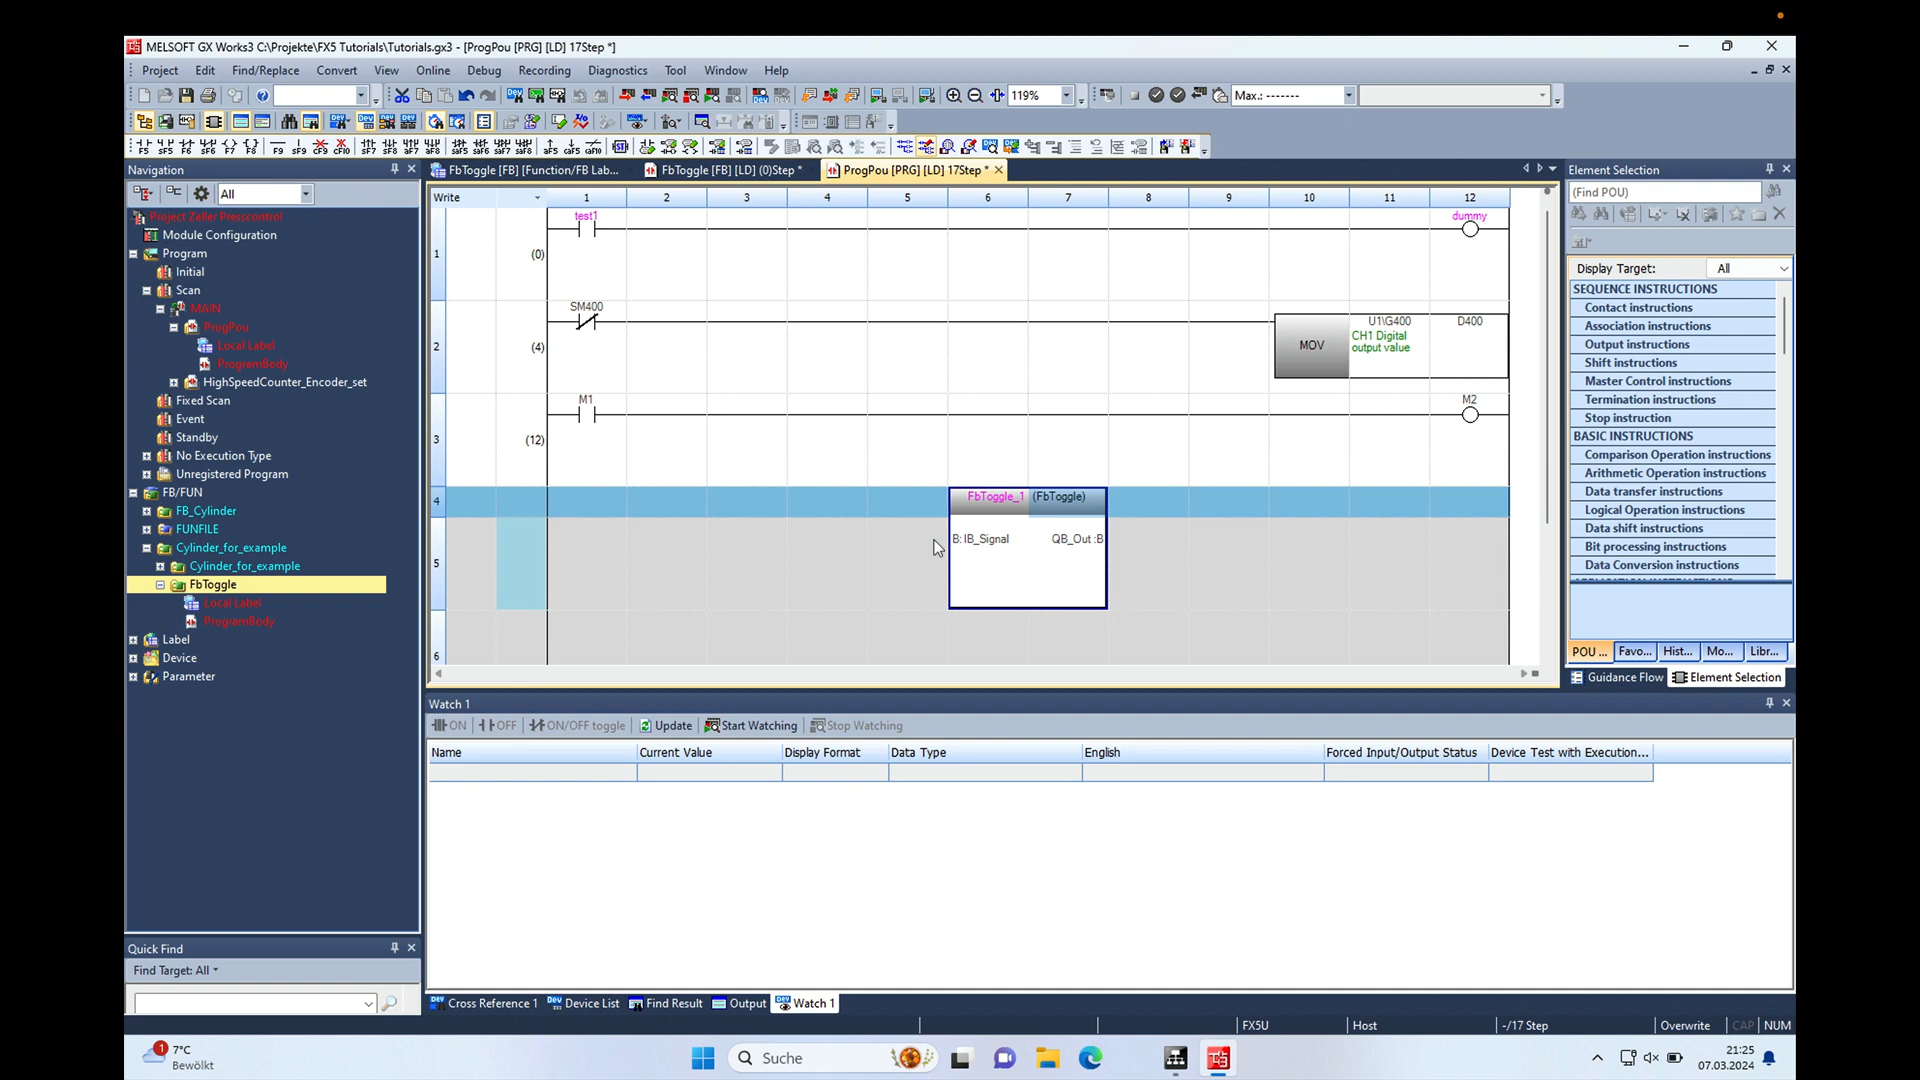 MELSOFT GX Works3 C:\Projekte\FX5 Tutorials\Tutorials.gx3 - [ProgPou [PRG] [LD] 17Step *]
Project Edit Find/Replace Convert View Online Debug Recording Diagnostics Tool Window Help
119% Max.: -------
Navigation
FbToggle [FB] [Function/FB Lab... FbToggle [FB] [LD] (0)Step * ProgPou [PRG] [LD] 17Step *
All
Project Zeller Presscontrol
Module Configuration
Program
Initial
Scan
MAIN
ProgPou
Local Label
ProgramBody
HighSpeedCounter_Encoder_set
Fixed Scan
Event
Standby
No Execution Type
Unregistered Program
FB/FUN
FB_Cylinder
FUNFILE
Cylinder_for_example
Cylinder_for_example
FbToggle
Local Label
ProgramBody
Label
Device
Parameter
Quick Find
Find Target: All
Write 1 2 3 4 5 6 7 8 9 10 11 12
test1 dummy
1 (0)
SM400
U1\G400 D400
2 (4) MOV CH1 Digital
output value
M1 M2
3 (12)
4 FbToggle_1 (FbToggle)
B: IB_Signal QB_Out :B
5
6
Element Selection
(Find POU)
Display Target: All
SEQUENCE INSTRUCTIONS
Contact instructions
Association instructions
Output instructions
Shift instructions
Master Control instructions
Termination instructions
Stop instruction
BASIC INSTRUCTIONS
Comparison Operation instructions
Arithmetic Operation instructions
Data transfer instructions
Logical Operation instructions
Data shift instructions
Bit processing instructions
Data Conversion instructions
POU ... Favo... Hist... Mo... Libr...
Guidance Flow Element Selection
Watch 1
ON OFF ON/OFF toggle Update Start Watching Stop Watching
Name Current Value Display Format Data Type English Forced Input/Output Status Device Test with Execution...
Cross Reference 1 Device List Find Result Output Watch 1
FX5U Host -/17 Step Overwrite CAP NUM
1 7°C
Bewölkt
Suche
21:25
07.03.2024